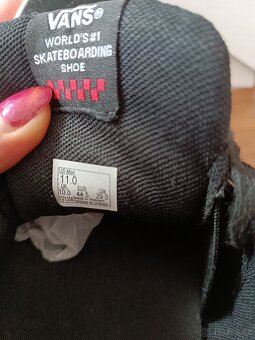 VANS
WORLD'S #1
SKATEBOARDING
SHOE
US Men
11.0
UK EUR CM
10.0 44.5 29.0